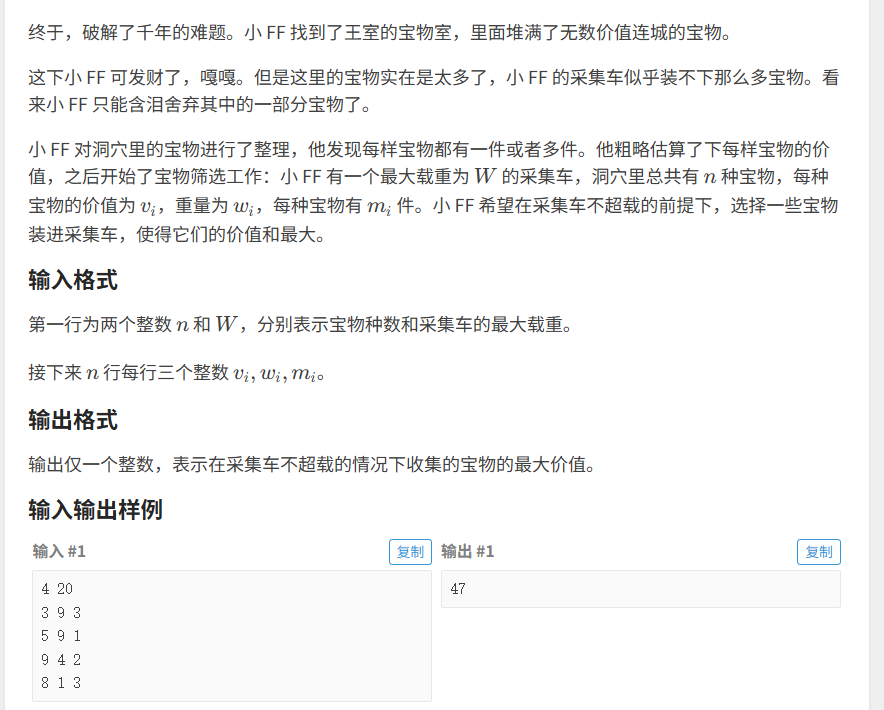 终于，破解了千年的难题。小 FF 找到了王室的宝物室，里面堆满了无数价值连城的宝物。
这下小 FF 可发财了，嘎嘎。但是这里的宝物实在是太多了，小 FF 的采集车似乎装不下那么多宝物。看
来小 FF 只能含泪舍弃其中的一部分宝物了。
小 FF 对洞穴里的宝物进行了整理，他发现每样宝物都有一件或者多件。他粗略估算了下每样宝物的价
值，之后开始了宝物筛选工作：小 FF 有一个最大载重为 W 的采集车，洞穴里总共有 n 种宝物，每种
宝物的价值为 v_i，重量为 w_i，每种宝物有 m_i 件。小 FF 希望在采集车不超载的前提下，选择一些宝物
装进采集车，使得它们的价值和最大。
输入格式
第一行为两个整数 n 和 W，分别表示宝物种数和采集车的最大载重。
接下来 n 行每行三个整数 v_i, w_i, m_i。
输出格式
输出仅一个整数，表示在采集车不超载的情况下收集的宝物的最大价值。
输入输出样例
输入 #1 复制 输出 #1 复制
4 20
3 9 3
5 9 1
9 4 2
8 1 3
47